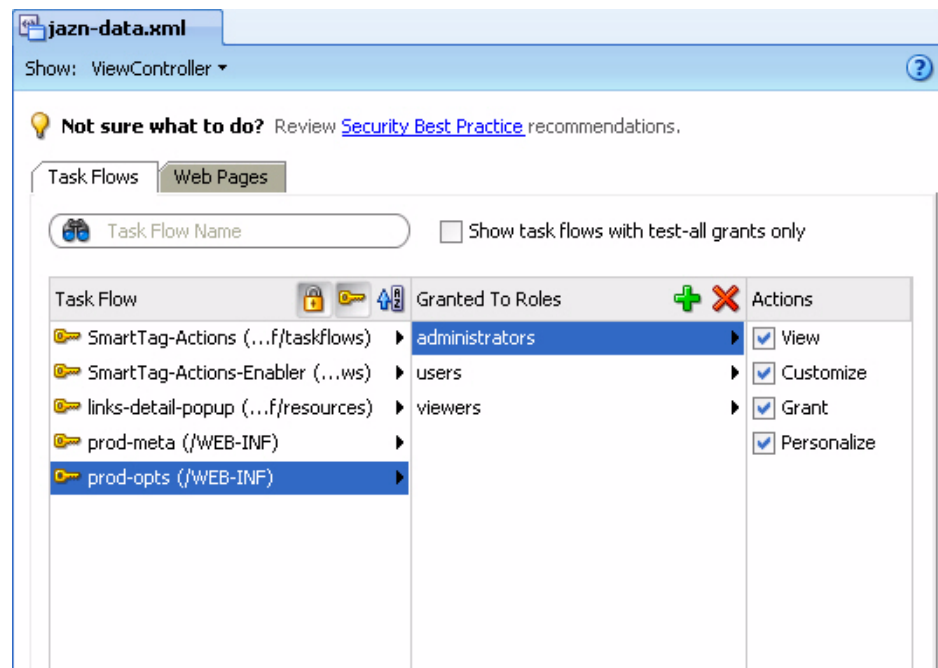 jazn-data.xml
Show: ViewController
Not sure what to do? Review Security Best Practice recommendations.
Task Flows
Web Pages
Task Flow Name
Show task flows with test-all grants only
Task Flow
Granted To Roles
Actions
SmartTag-Actions (...f/taskflows)
SmartTag-Actions-Enabler (...ws)
links-detail-popup (...f/resources)
prod-meta (/WEB-INF)
prod-opts (/WEB-INF)
administrators
users
viewers
View
Customize
Grant
Personalize